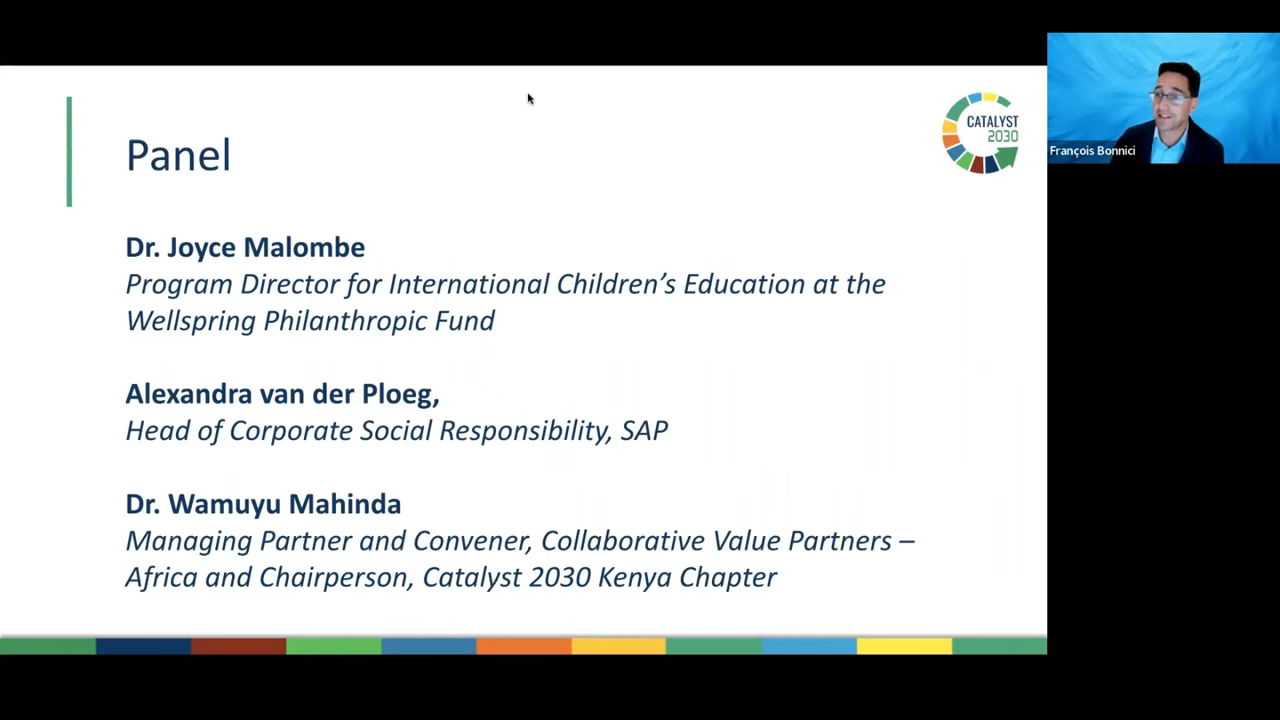 Panel
CATALYST
2030
François Bonnici
Dr. Joyce Malombe
Program Director for International Children's Education at the
Wellspring Philanthropic Fund
Alexandra van der Ploeg,
Head of Corporate Social Responsibility, SAP
Dr. Wamuyu Mahinda
Managing Partner and Convener, Collaborative Value Partners –
Africa and Chairperson, Catalyst 2030 Kenya Chapter